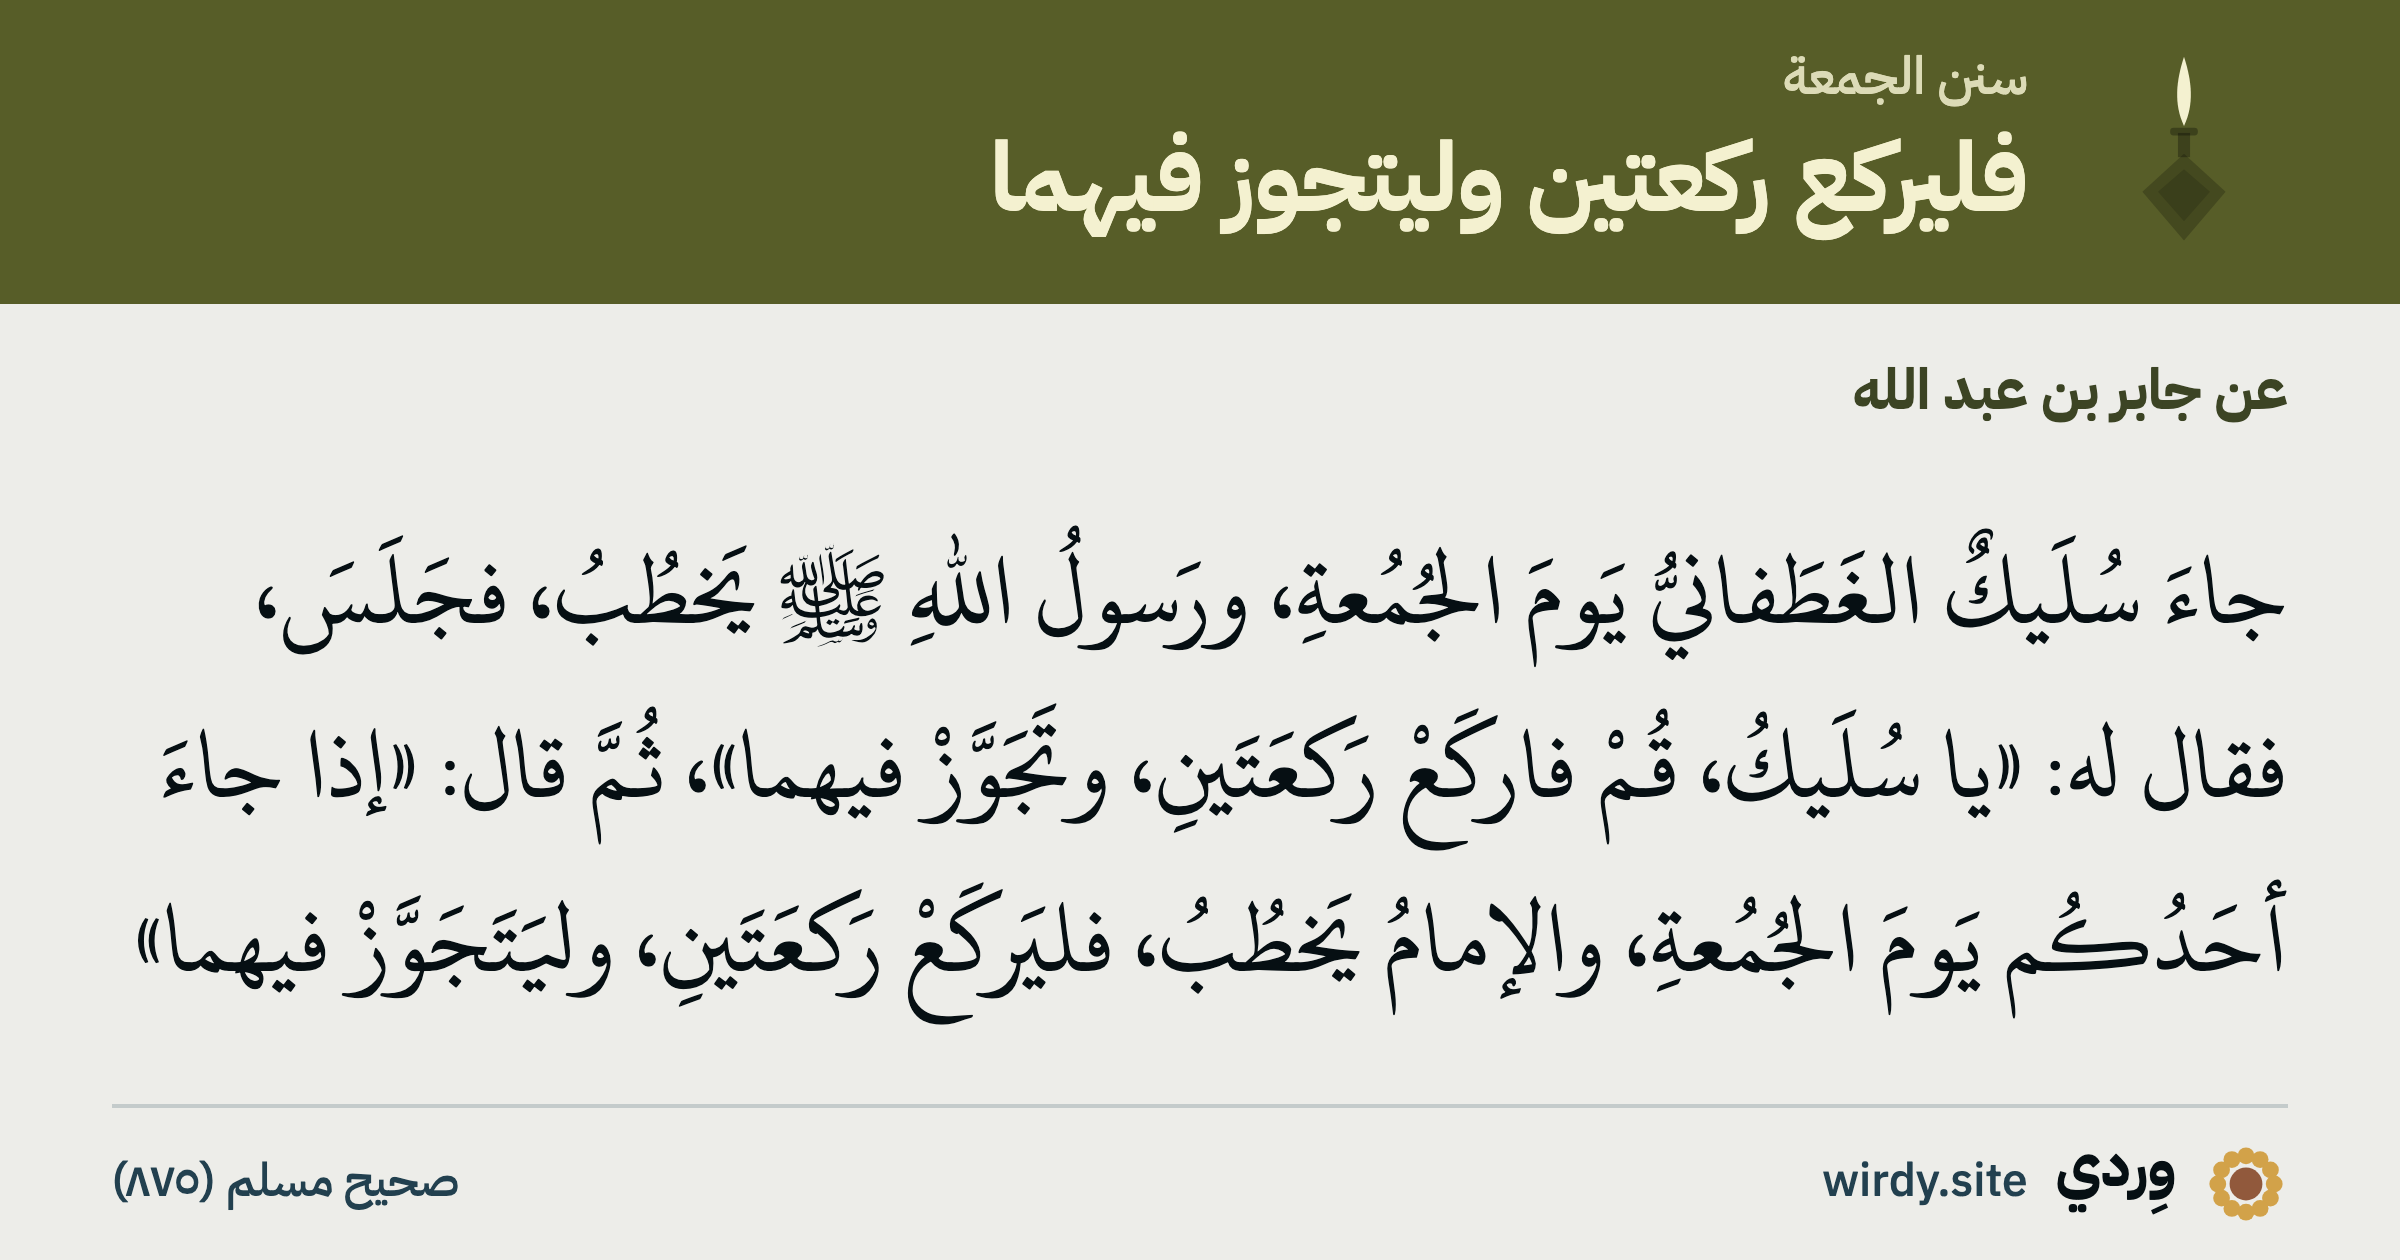 سنن الجمعة
فليركع ركعتين وليتجوز فيهما
عن جابر بن عبد الله
جاءَ سُلَيكٌ الغَطَفانيُّ يَومَ الجُمُعةِ، ورَسولُ اللهِ ﷺ يَخطُبُ، فجَلَسَ،
فقال له: «يا سُلَيكُ، قُمْ فاركَعْ رَكعَتَينِ، وتَجَوَّزْ فيهما»، ثُمَّ قال: «إذا جاءَ
أحَدُكُم يَومَ الجُمُعةِ، والإمامُ يَخطُبُ، فليَركَعْ رَكعَتَينِ، وليَتَجَوَّزْ فيهما»
وِردي wirdy.site
صحيح مسلم (٨٧٥)